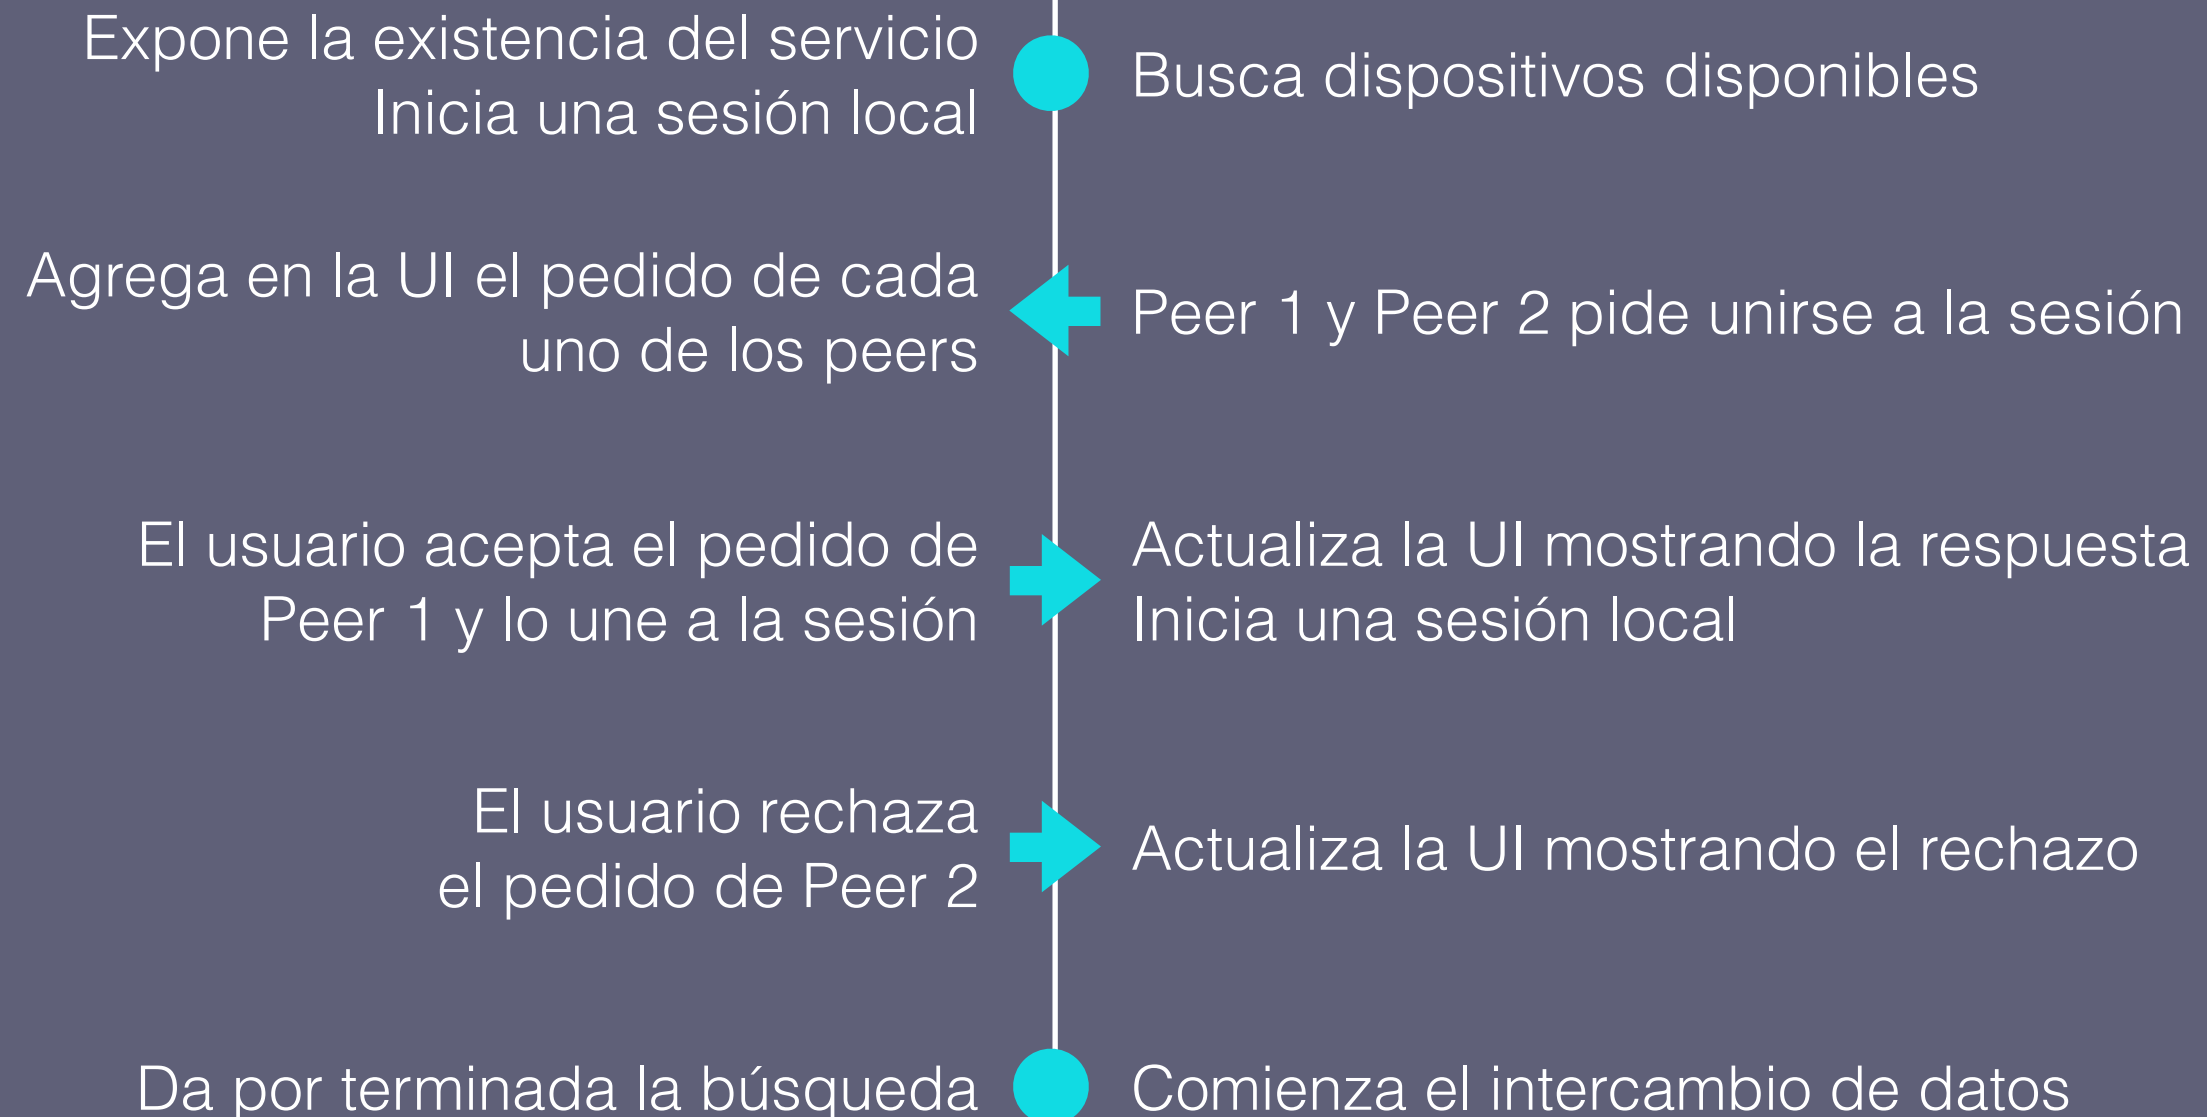 Expone la existencia del servicio
Inicia una sesión local
Busca dispositivos disponibles
Agrega en la UI el pedido de cada
uno de los peers
Peer 1 y Peer 2 pide unirse a la sesión
El usuario acepta el pedido de
Peer 1 y lo une a la sesión
Actualiza la UI mostrando la respuesta
Inicia una sesión local
El usuario rechaza
el pedido de Peer 2
Actualiza la UI mostrando el rechazo
Da por terminada la búsqueda
Comienza el intercambio de datos